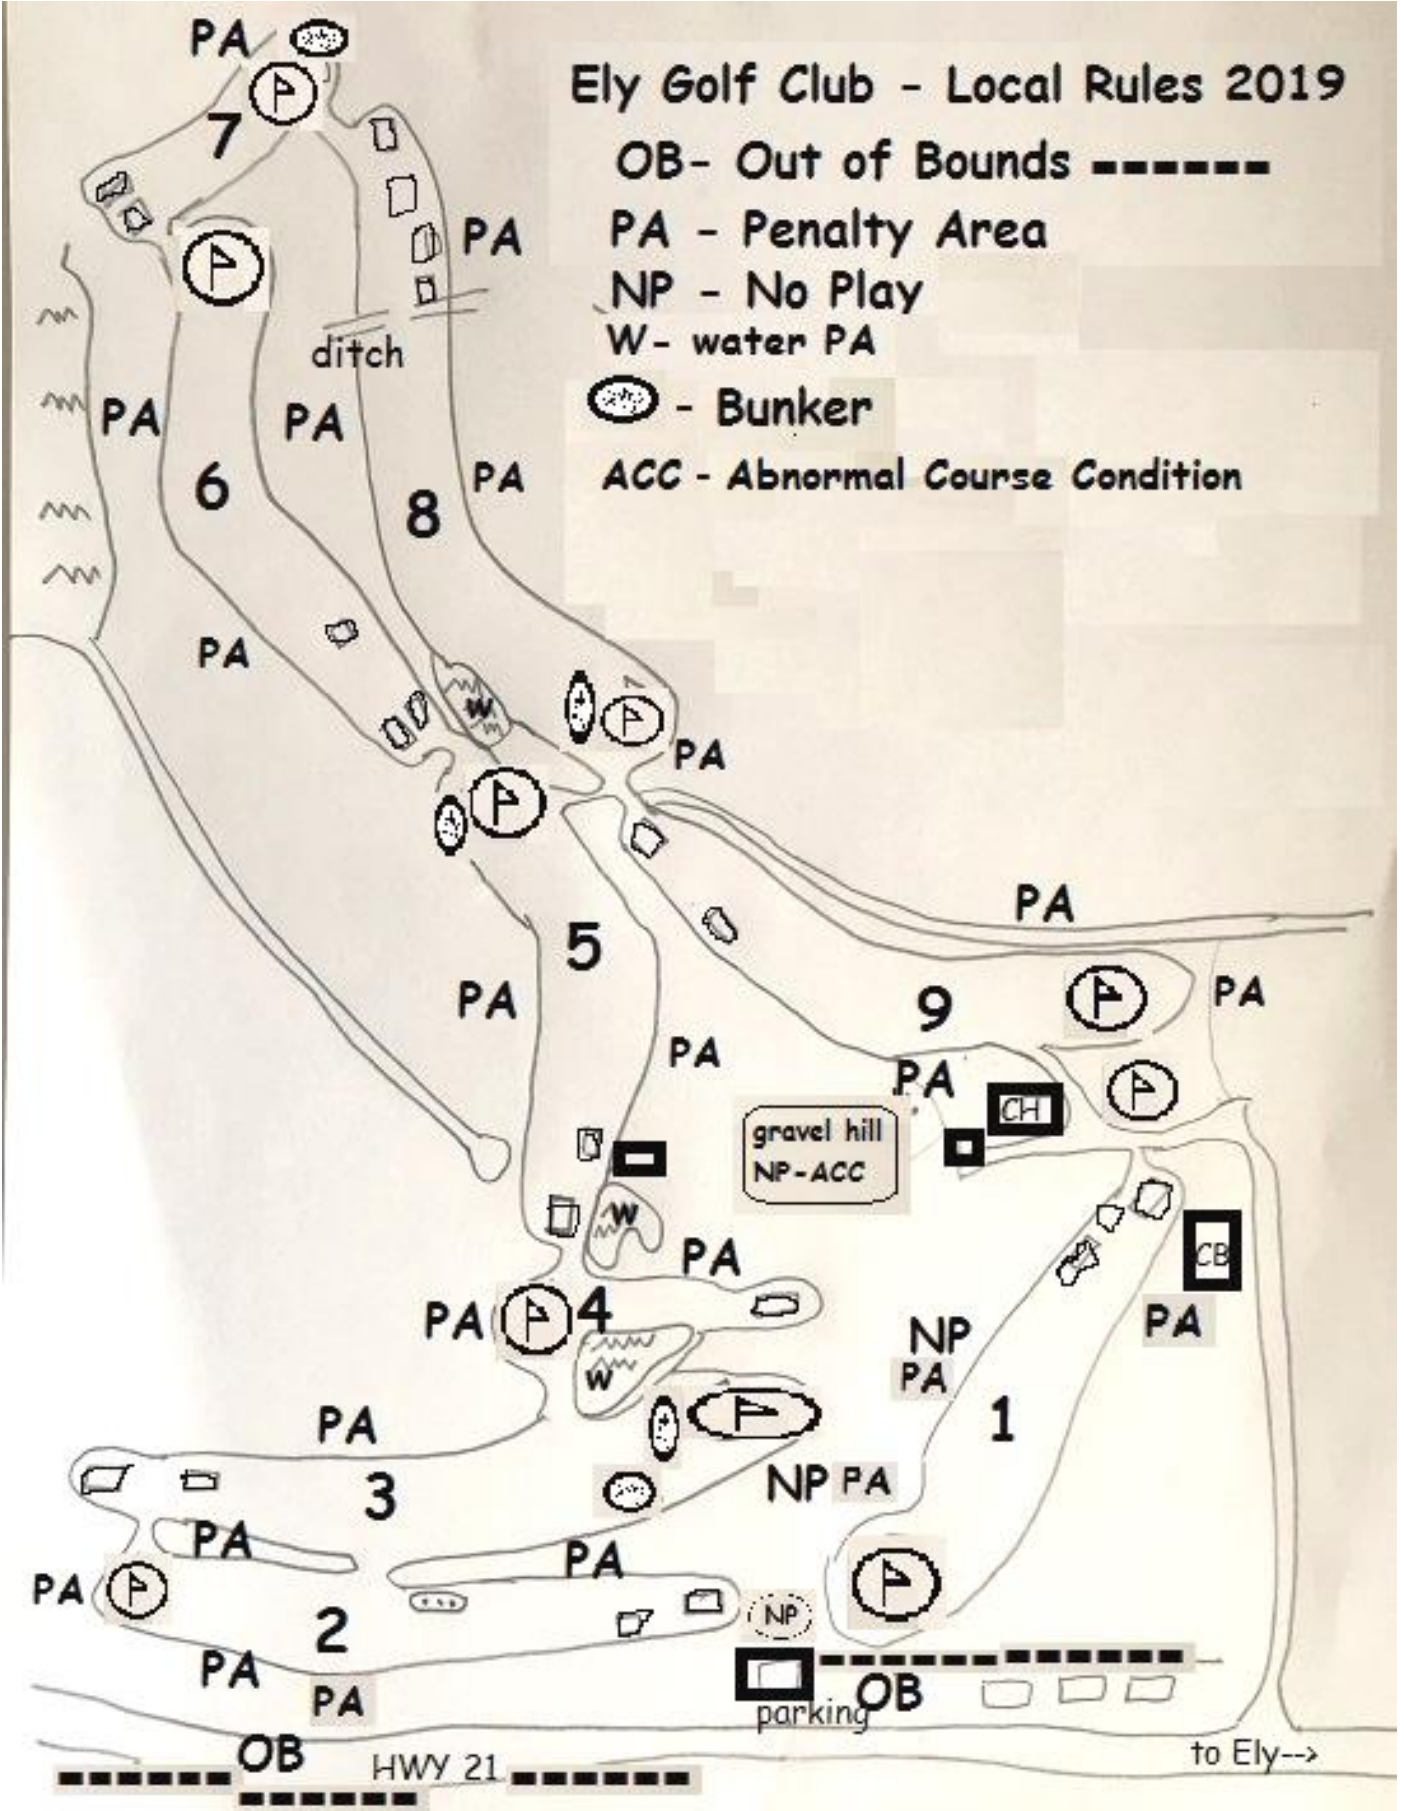 PA
Ely Golf Club - Local Rules 2019
7
OB- Out of Bounds
PA - Penalty Area
PA
NP - No Play
W- water PA
ditch
- Bunker
PA
PA
ACC - Abnormal Course Condition
PA
6
8
PA
W
PA
PA
5
PA
9
PA
PA
PA
CH
gravel hill
NP-ACC
W
CB
PA
4
PA
NP
PA
PA
W
1
PA
3
NP PA
PA
PA
PA
2
NP
PA
PA
OB
parking
OB
HWY 21
to Ely-->